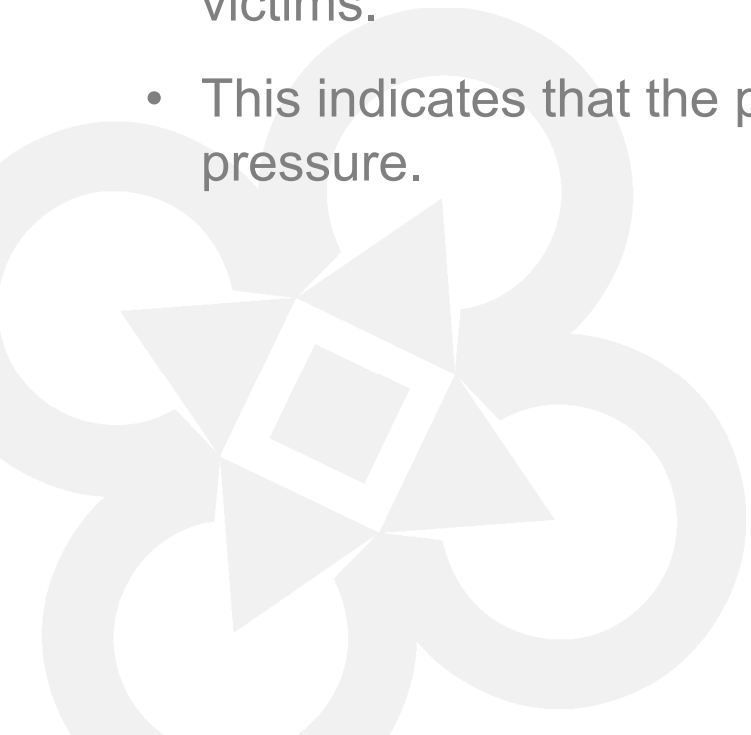 victims.
• This indicates that the
pressure.